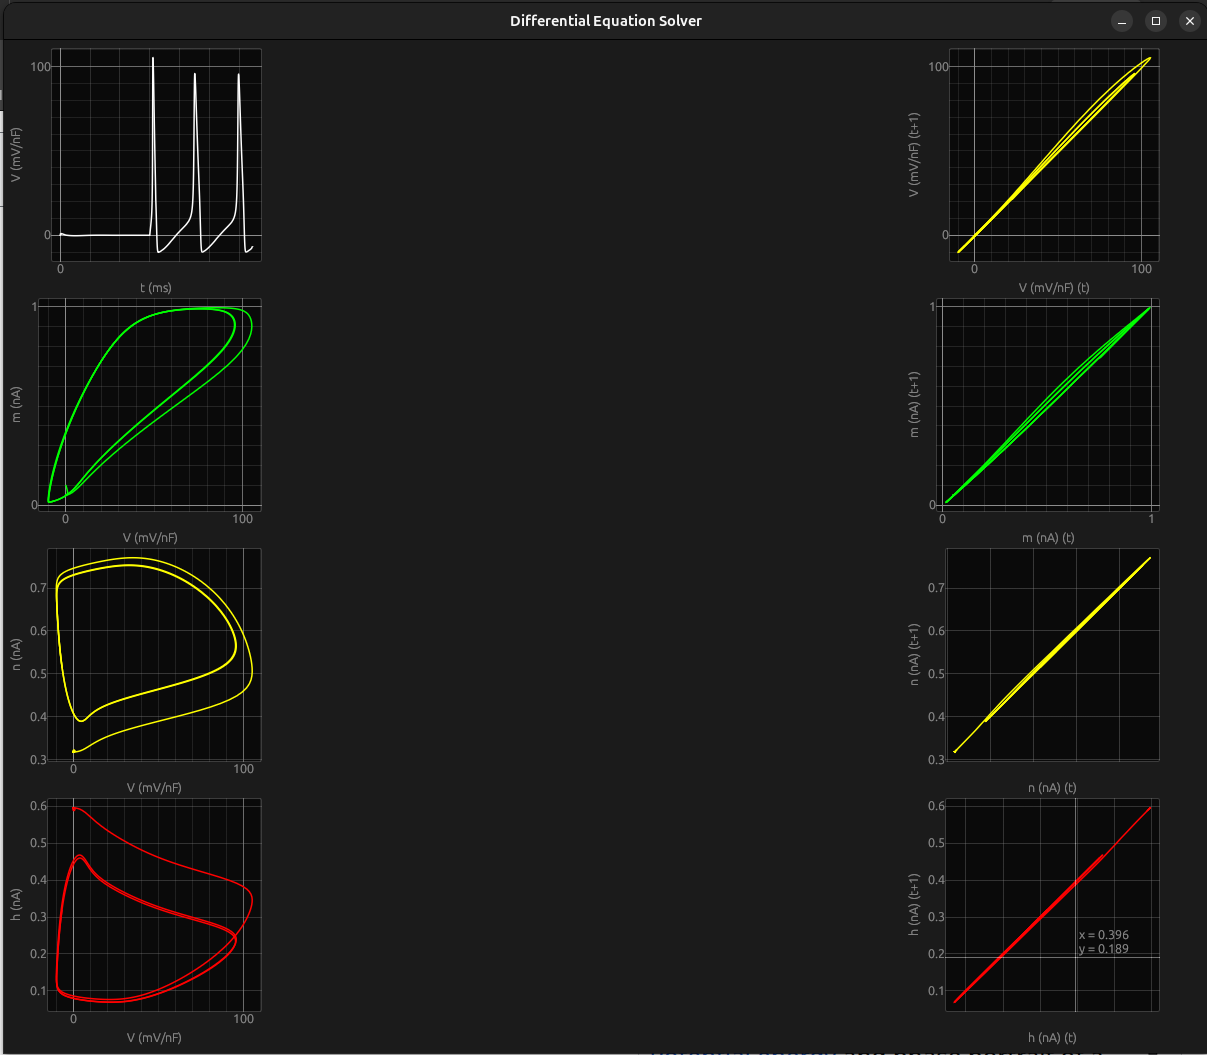 Differential Equation Solver
100
0
V (mV/nF)
0
t (ms)
100
0
V (mV/nF) (t+1)
0
100
V (mV/nF) (t)
1
0
m (nA)
0
100
V (mV/nF)
1
0
m (nA) (t+1)
0
1
m (nA) (t)
0.7
0.6
0.5
0.4
0.3
n (nA)
0
100
V (mV/nF)
0.7
0.6
0.5
0.4
0.3
n (nA) (t+1)
n (nA) (t)
0.6
0.5
0.4
0.3
0.2
0.1
h (nA)
0
100
V (mV/nF)
0.6
0.5
0.4
0.3
0.2
0.1
h (nA) (t+1)
x = 0.396
y = 0.189
h (nA) (t)